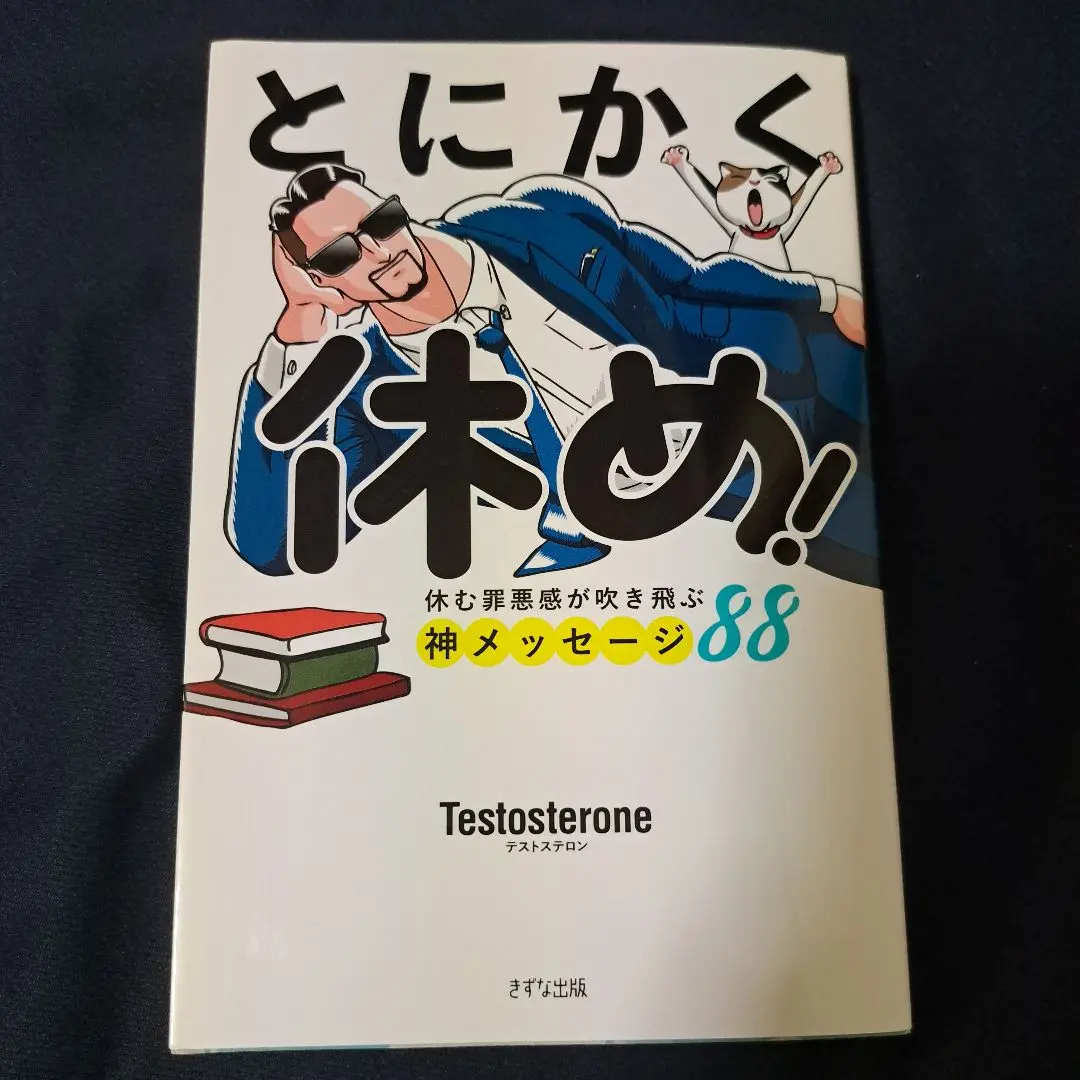 とにかく
休め!
休む罪悪感が吹き飛ぶ
神メッセージ88
Testosterone
テストステロン
きずな出版